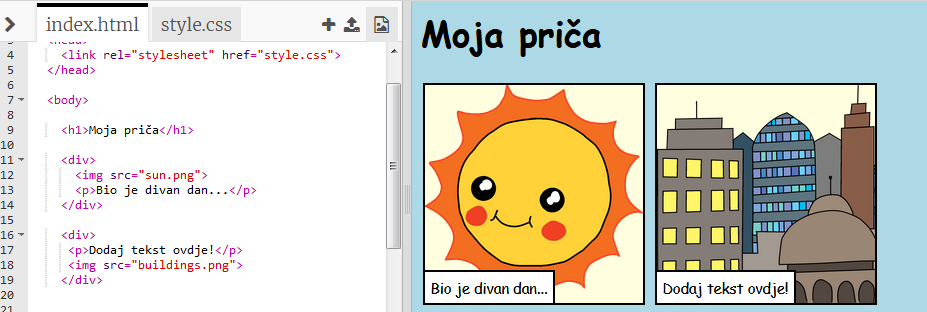 index.html style.css
3 <head>
4 <link rel="stylesheet" href="style.css">
5 </head>
6
7 <body>
8
9 <h1>Moja priča</h1>
10
11 <div>
12 <img src="sun.png">
13 <p>Bio je divan dan...</p>
14 </div>
15
16 <div>
17 <p>Dodaj tekst ovdje!</p>
18 <img src="buildings.png">
19 </div>
20
21
Moja priča
Bio je divan dan...
Dodaj tekst ovdje!